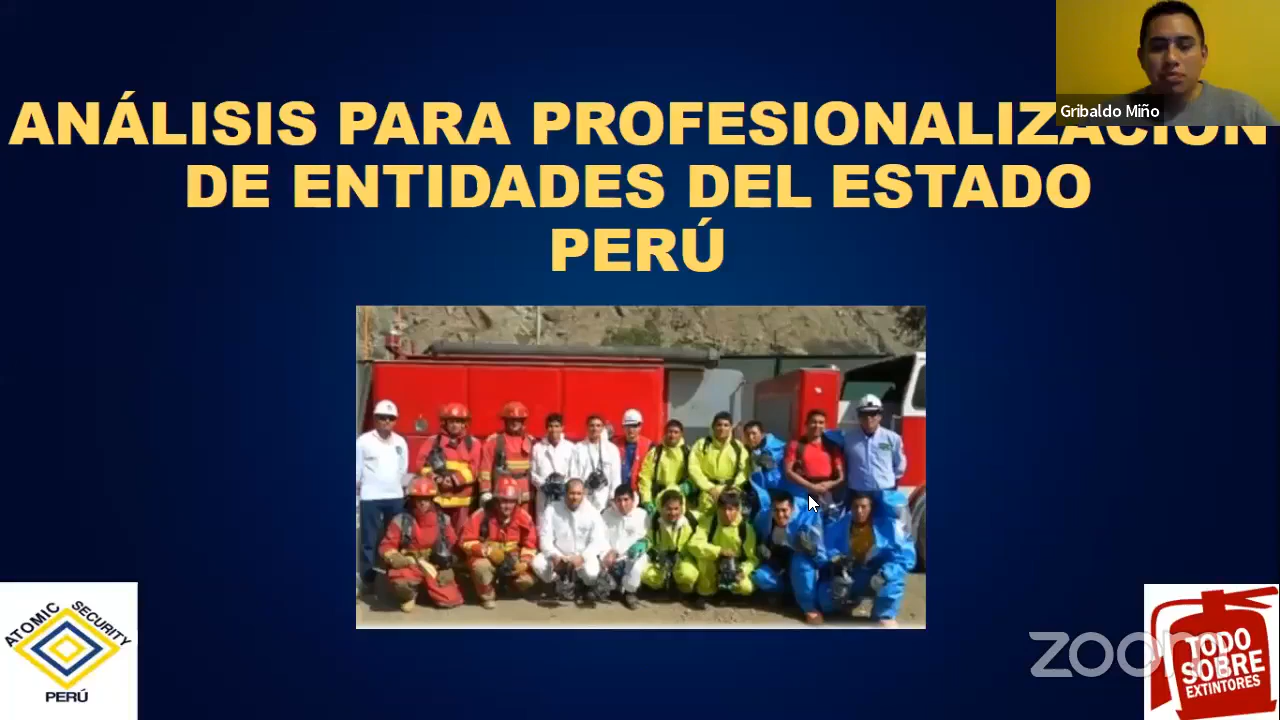 Gribaldo Miño
ANÁLISIS PARA PROFESIONALIZACIÓN
DE ENTIDADES DEL ESTADO
PERÚ
ATOMIC SECURITY
PERÚ
zoom
TODO
SOBRE
EXTINTORES